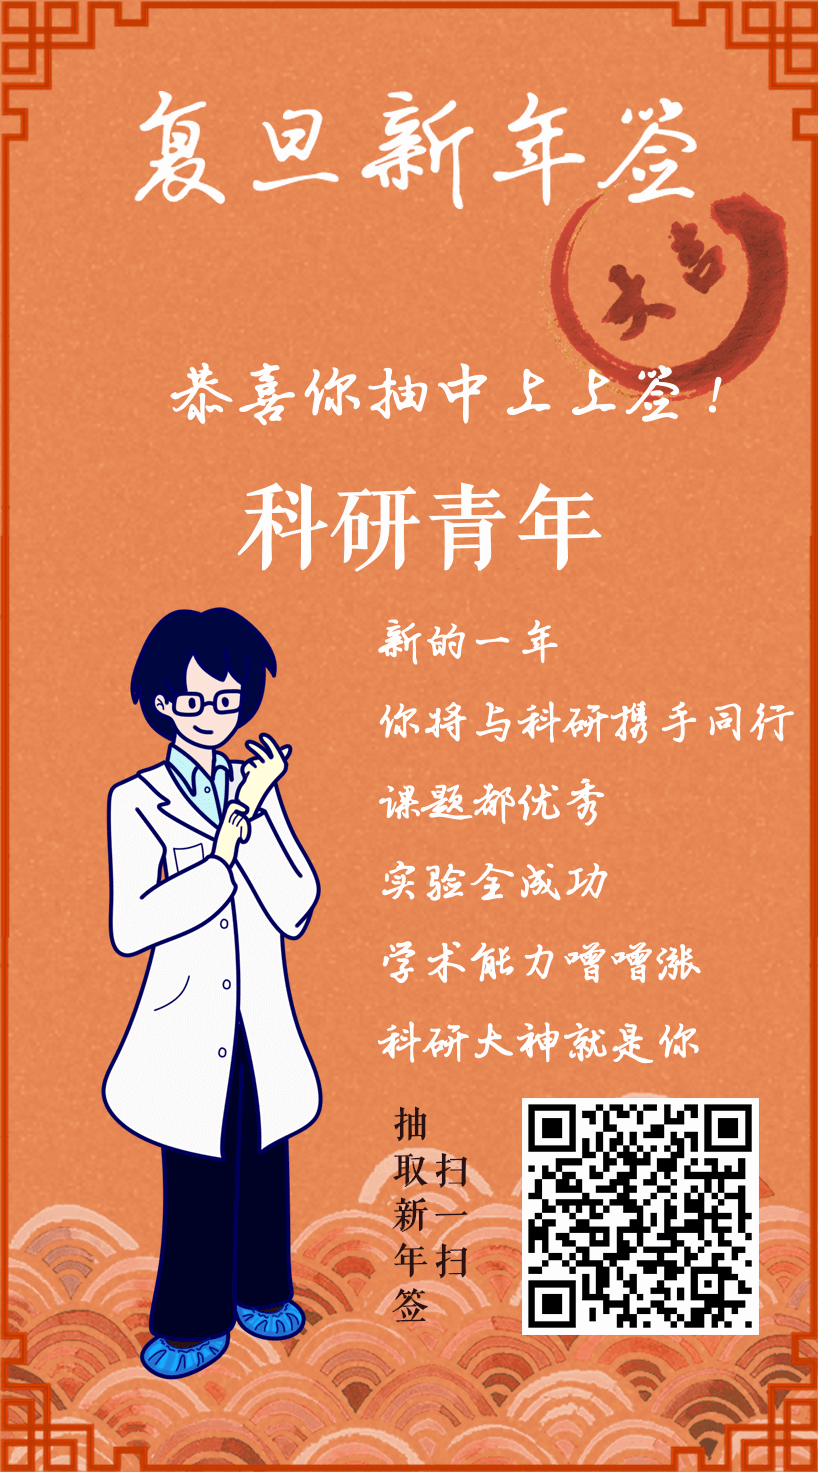 复旦新年签
大喜
恭喜你抽中上上签！
科研青年
新的一年
你将与科研携手同行
课题都优秀
实验全成功
学术能力噌噌涨
科研大神就是你
扫一扫
抽取新年签